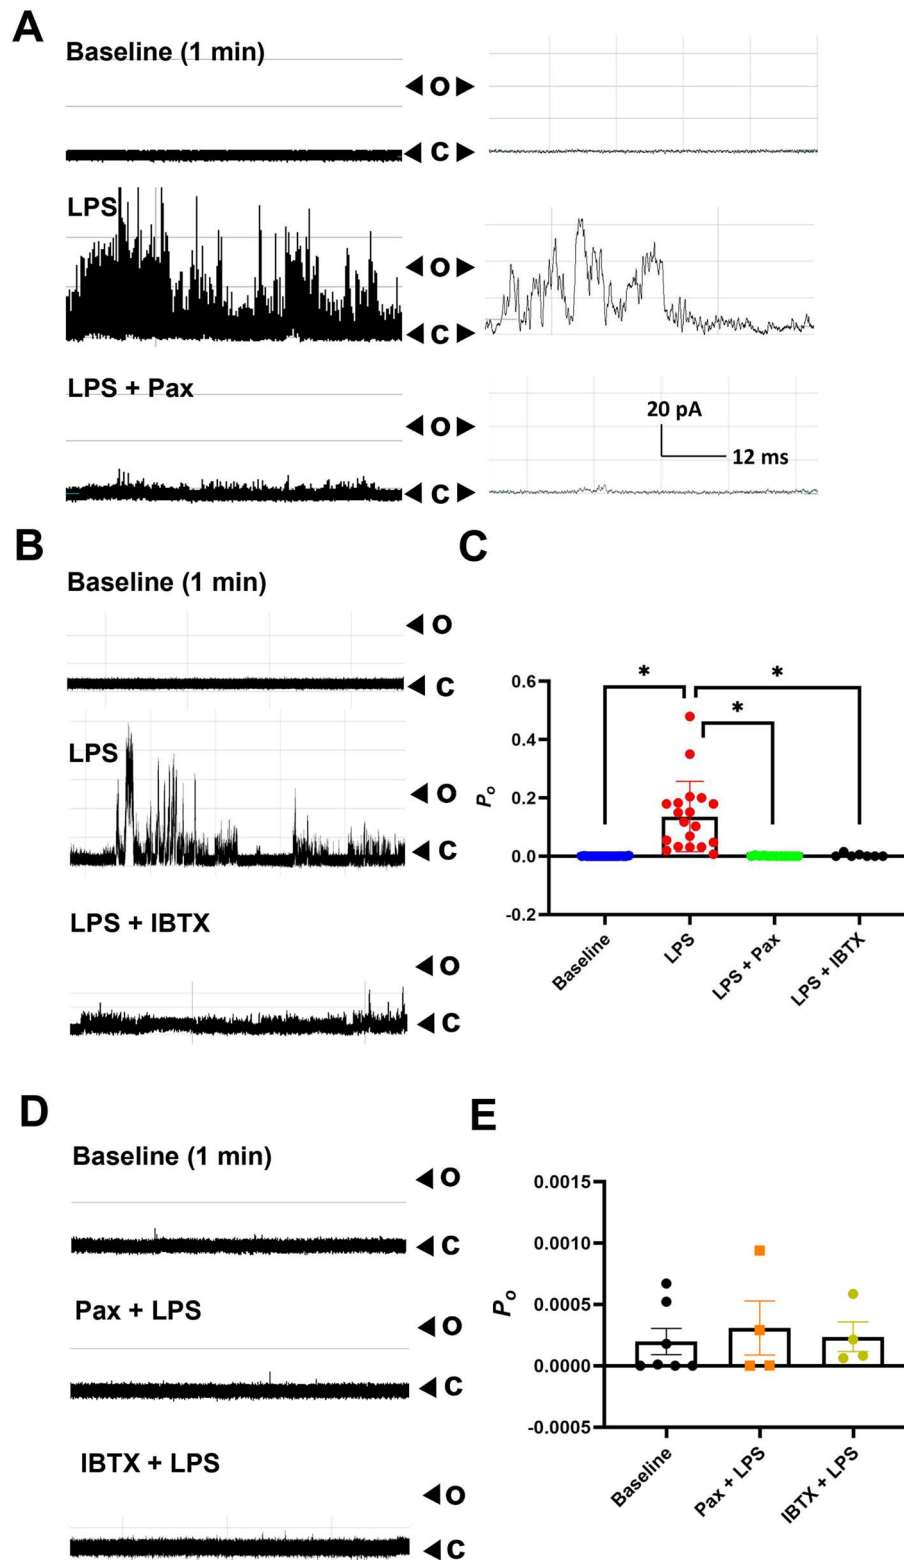 A
Baseline (1 min)
◄ O ►
◄ C ►
LPS
◄ O ►
◄ C ►
LPS + Pax
◄ O ►
20 pA
12 ms
◄ C ►
B
Baseline (1 min)
◄ O
◄ C
LPS
◄ O
◄ C
LPS + IBTX
◄ O
◄ C
C
* * *
0.6
0.4
0.2
0.0
-0.2
Po
Baseline
LPS
LPS + Pax
LPS + IBTX
D
Baseline (1 min)
◄ O
◄ C
Pax + LPS
◄ O
◄ C
IBTX + LPS
◄ O
◄ C
E
0.0015
0.0010
0.0005
0.0000
-0.0005
Po
Baseline
Pax + LPS
IBTX + LPS